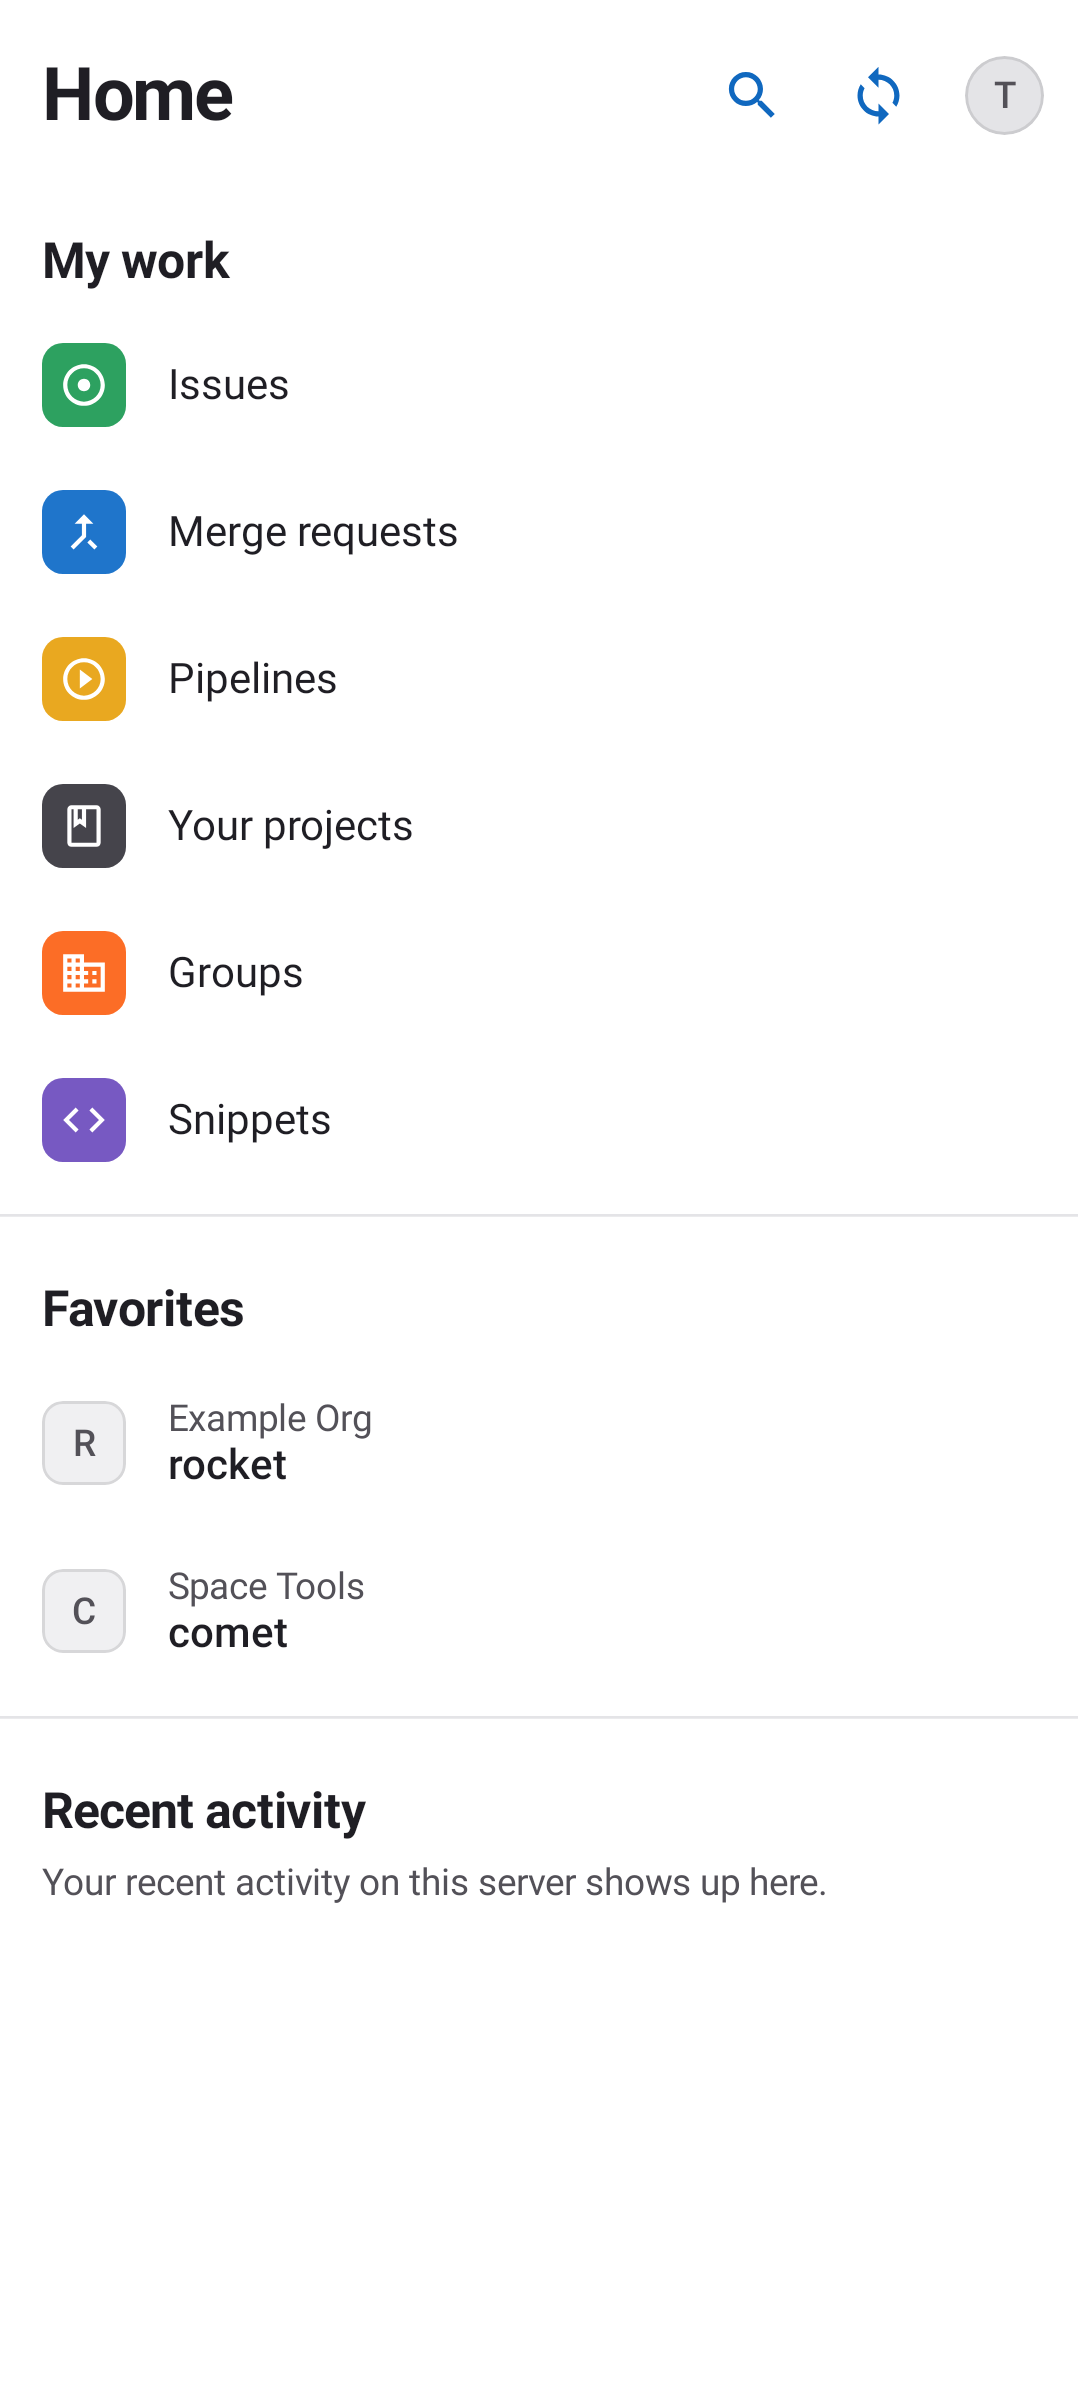 Home
T
My work
Issues
Merge requests
Pipelines
Your projects
Groups
Snippets
Favorites
R
Example Org
rocket
C
Space Tools
comet
Recent activity
Your recent activity on this server shows up here.